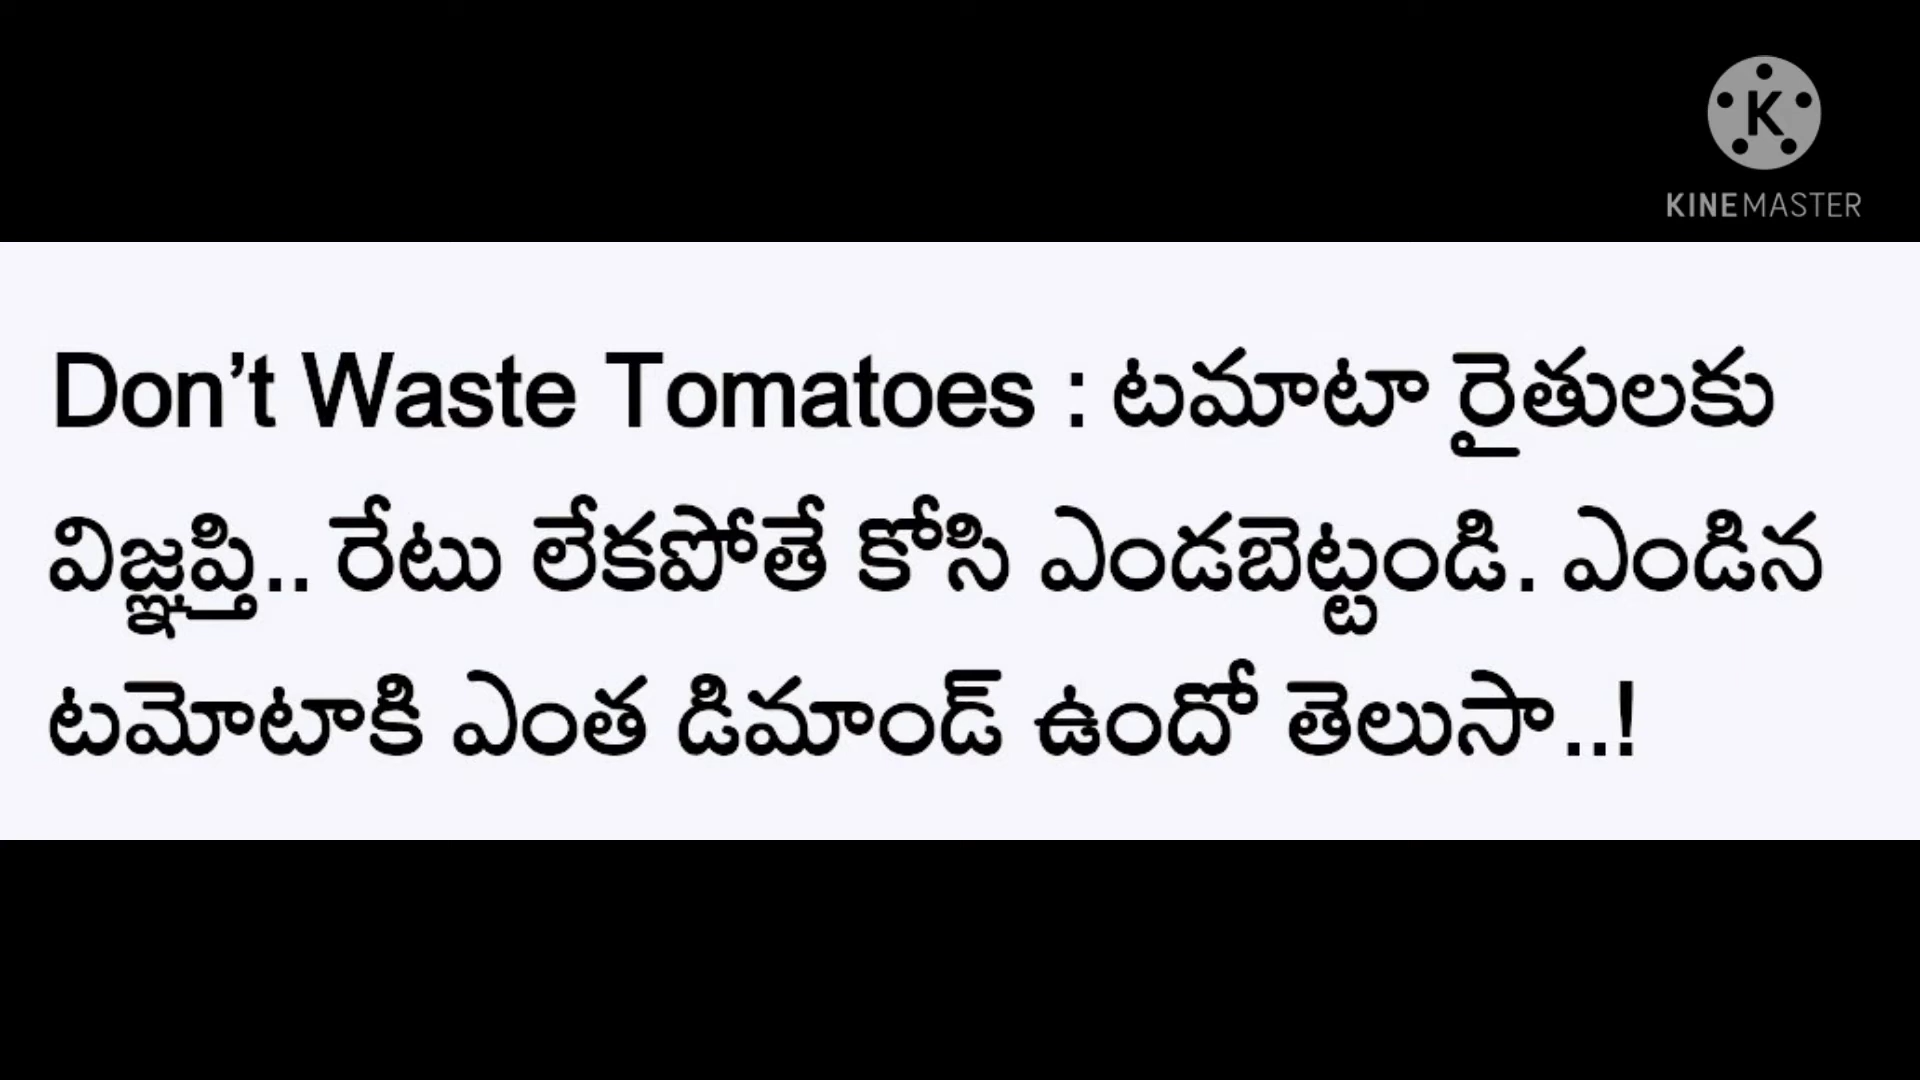 KINEMASTER
Don't Waste Tomatoes : టమాటా రైతులకు
విజ్ఞప్తి.. రేటు లేకపోతే కోసి ఎండబెట్టండి. ఎండిన
టమోటాకి ఎంత డిమాండ్ ఉందో తెలుసా..!